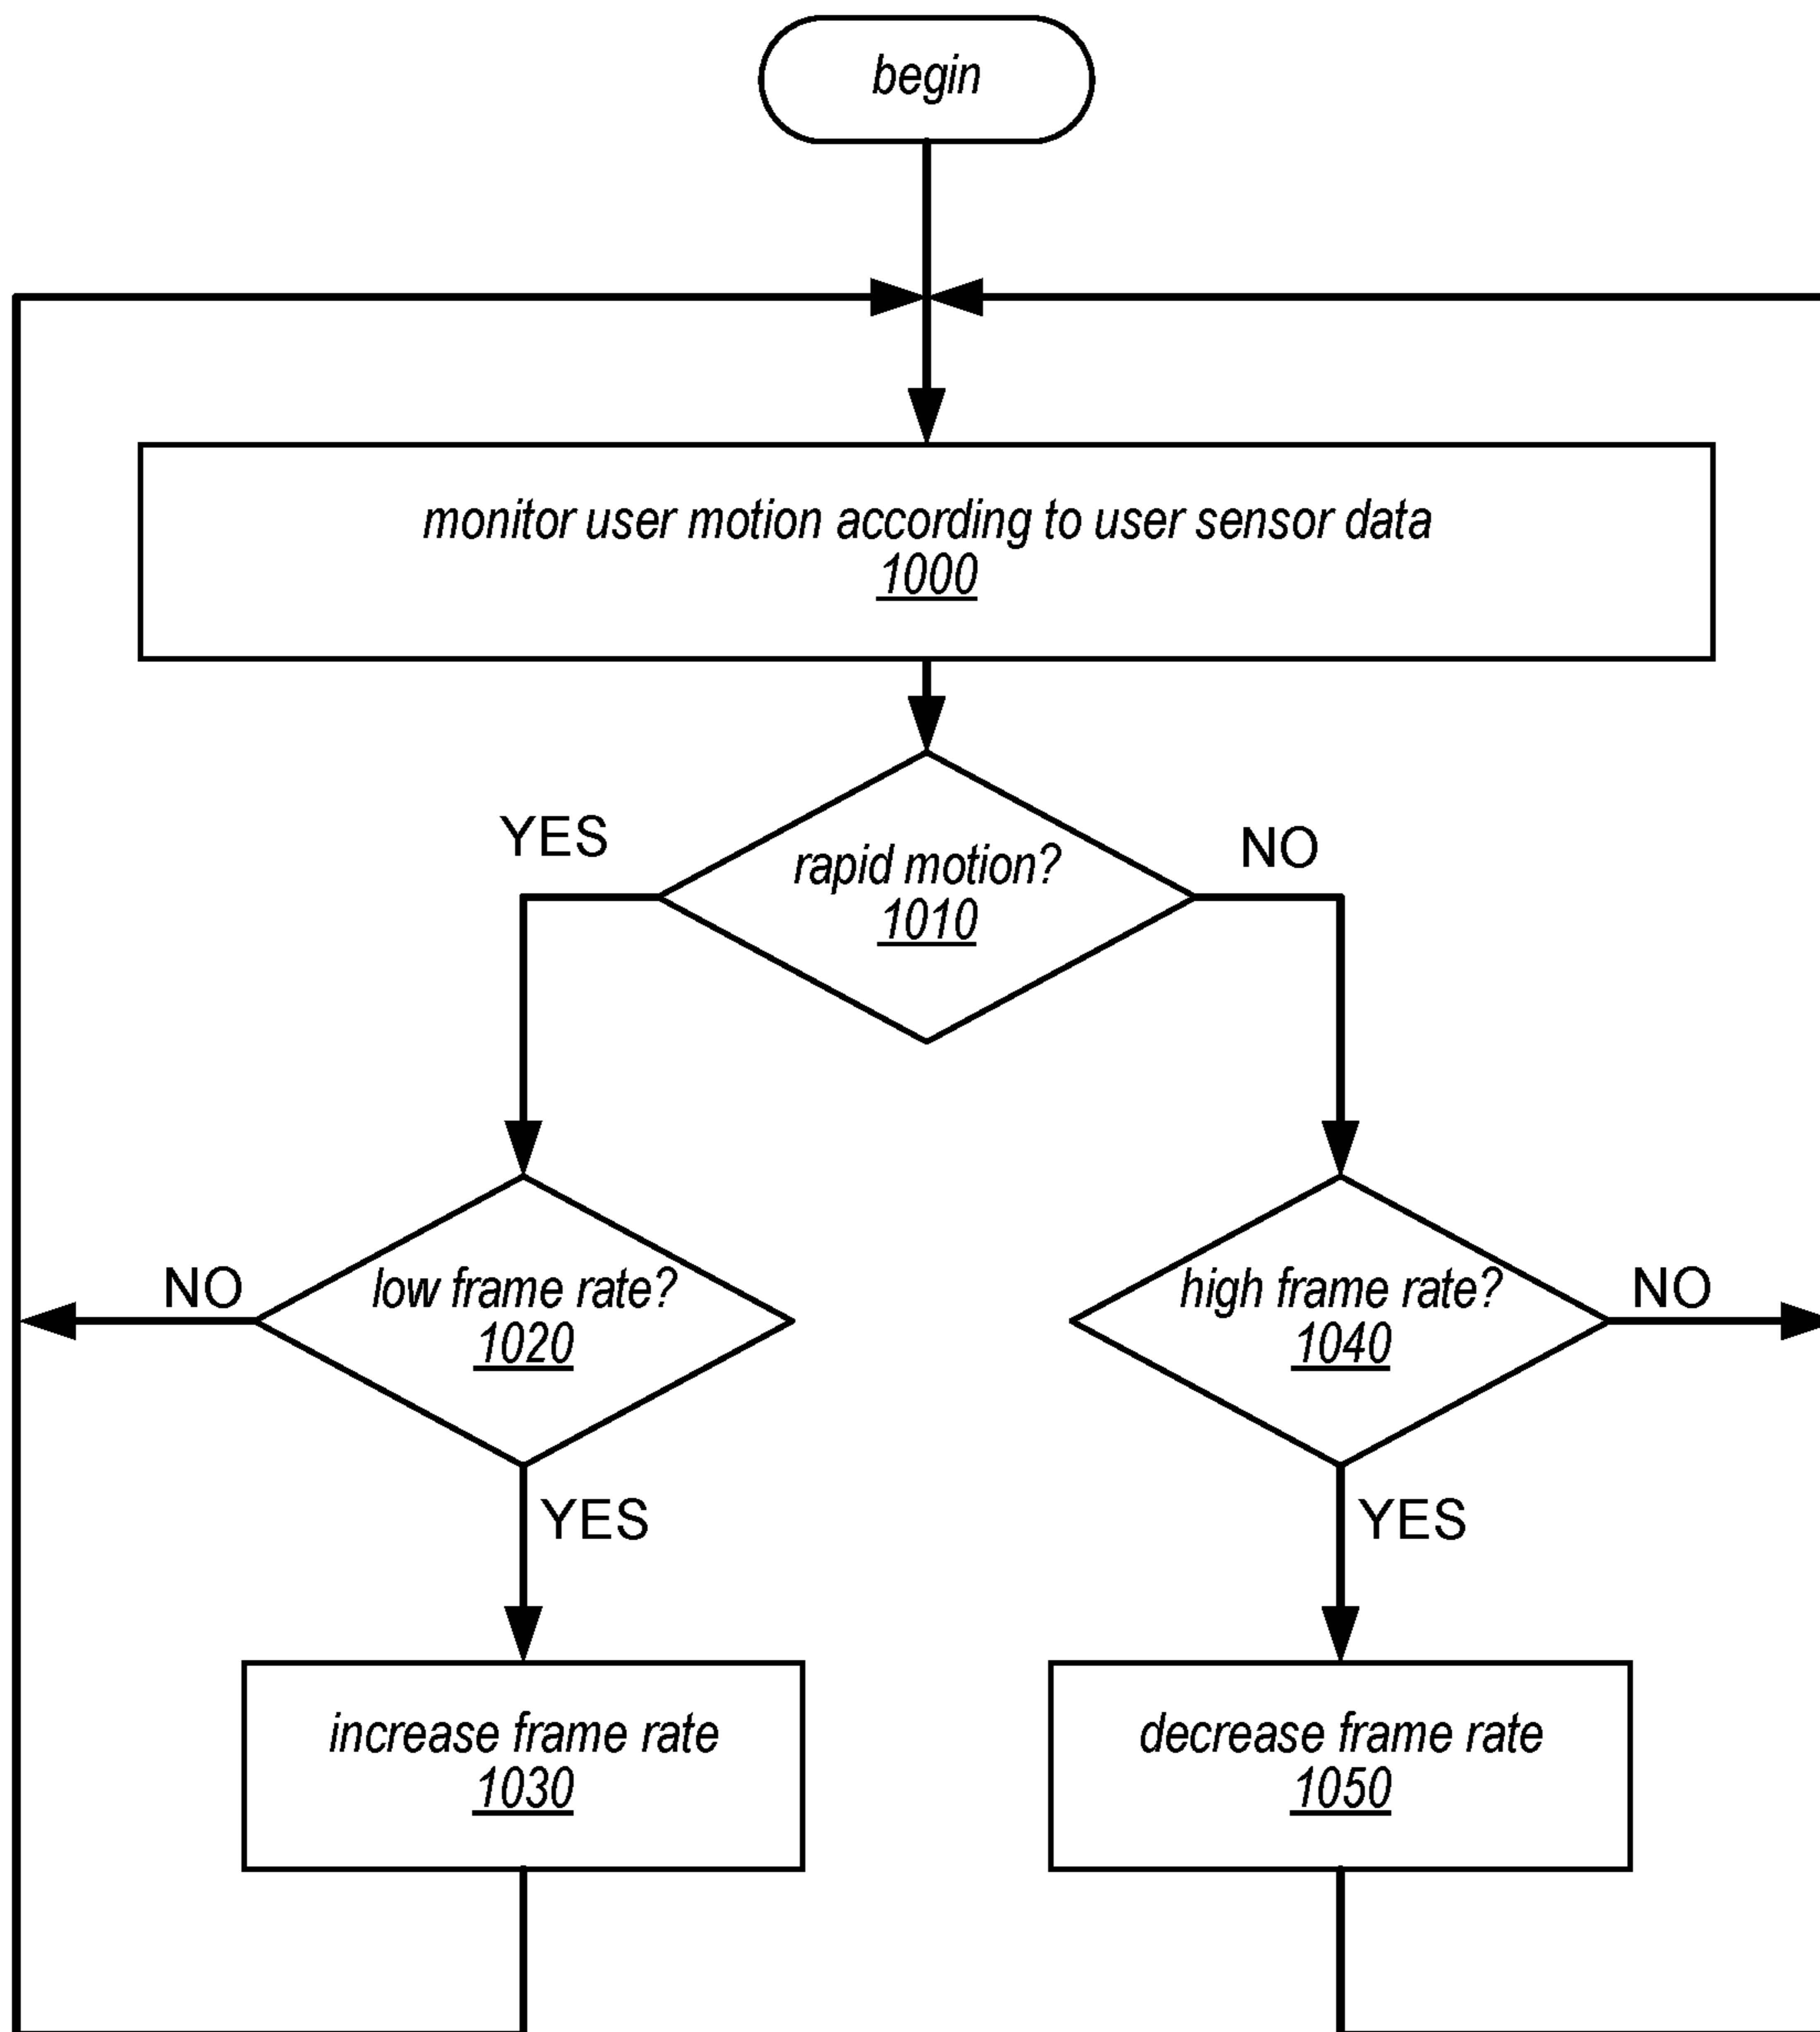 begin
monitor user motion according to user sensor data
1000
YES
NO
rapid motion?
1010
NO
low frame rate?
1020
high frame rate?
1040
NO
YES
YES
increase frame rate
1030
decrease frame rate
1050